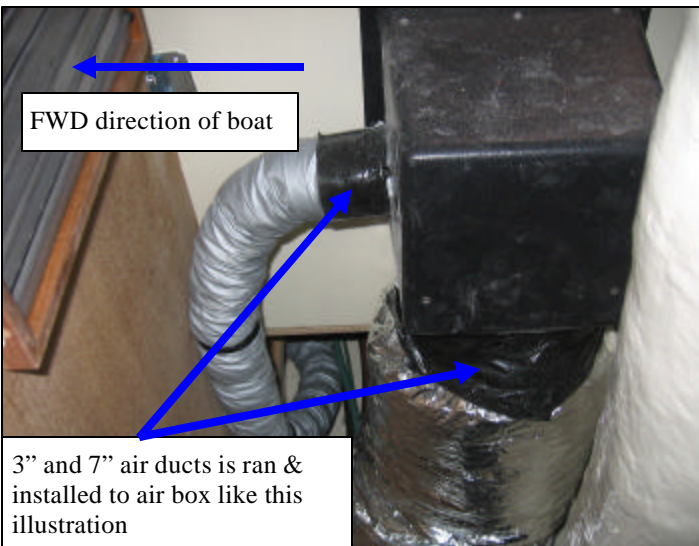 FWD direction of boat
3” and 7” air ducts is ran &
installed to air box like this
illustration